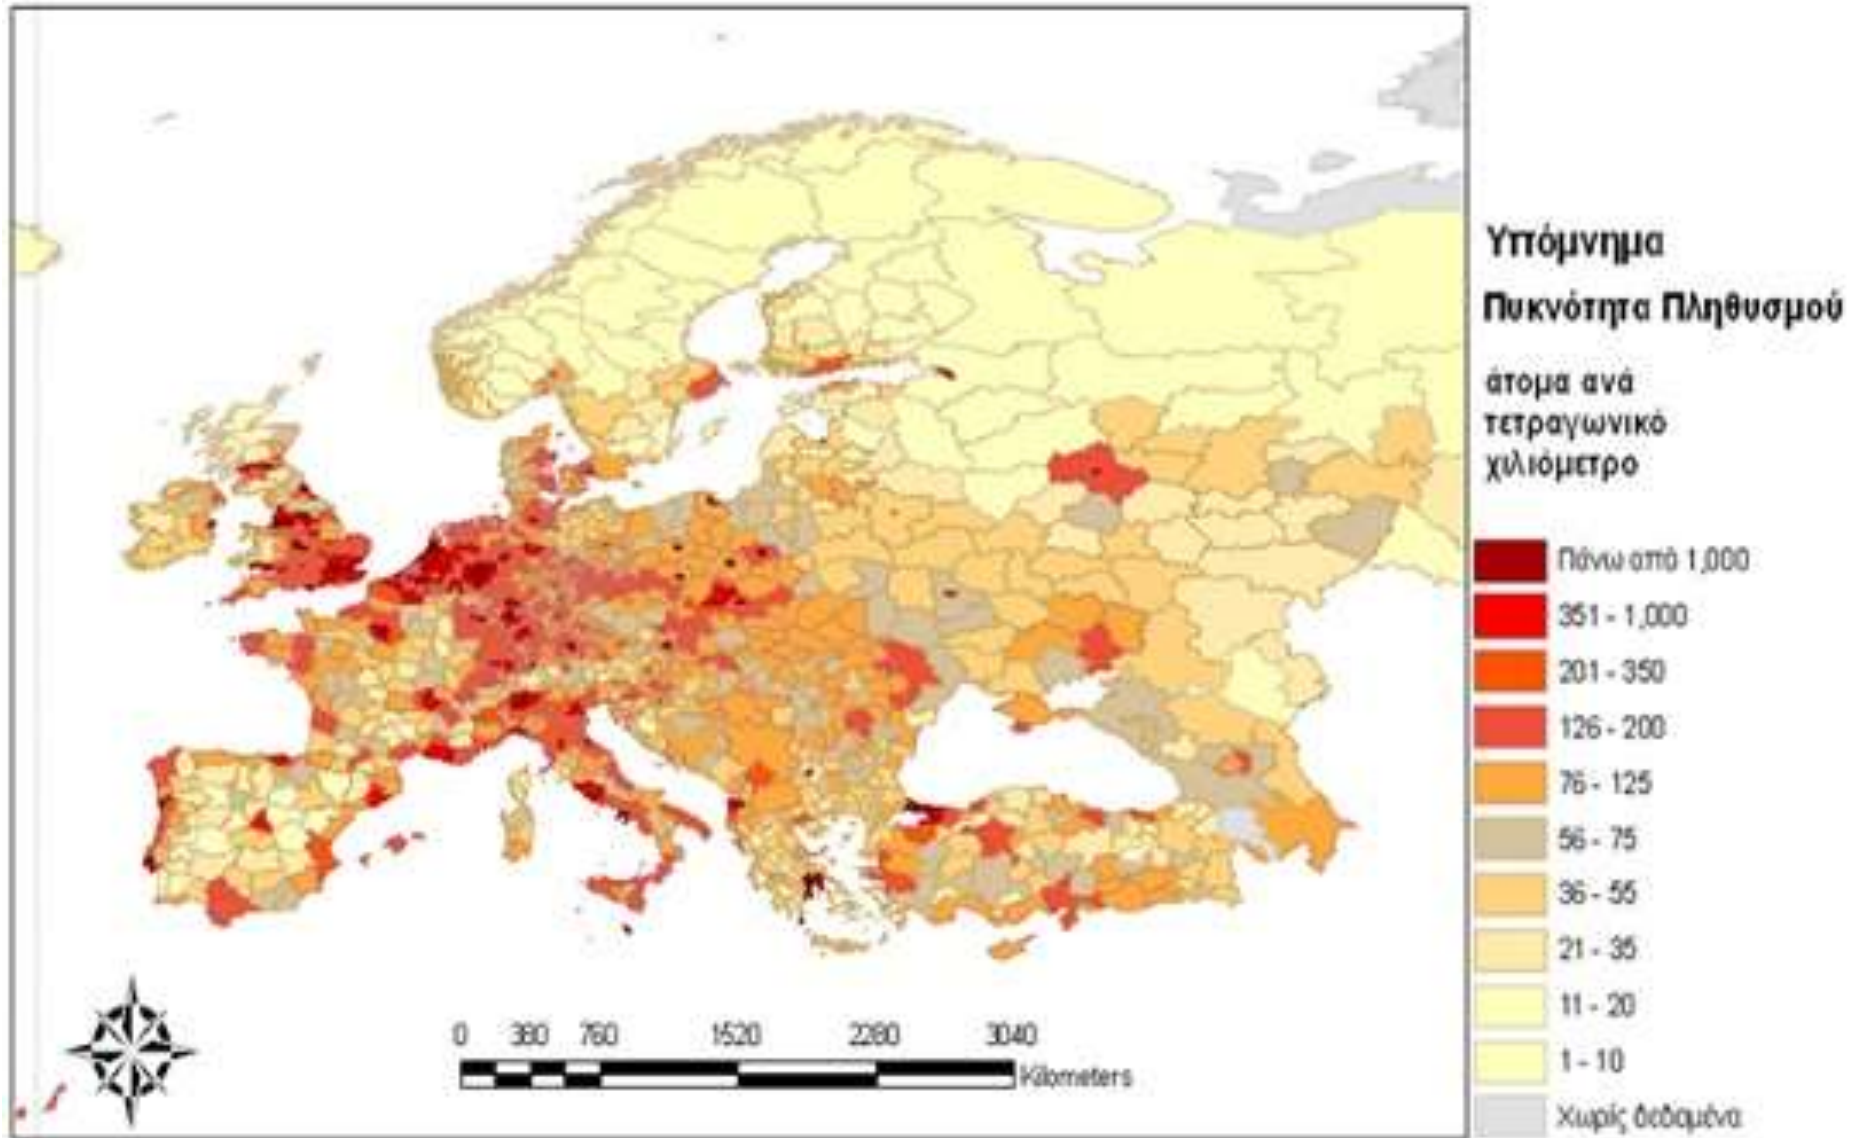 Υπόμνημα
Πυκνότητα Πληθυσμού
άτομα ανά
τετραγωνικό
χιλιόμετρο
Πάνω από 1,000
351 - 1,000
201 - 350
126 - 200
76 - 125
56 - 75
36 - 55
21 - 35
11 - 20
1 - 10
Χωρίς δεδομένα
0 380 760 1520 2280 3040
Kilometers